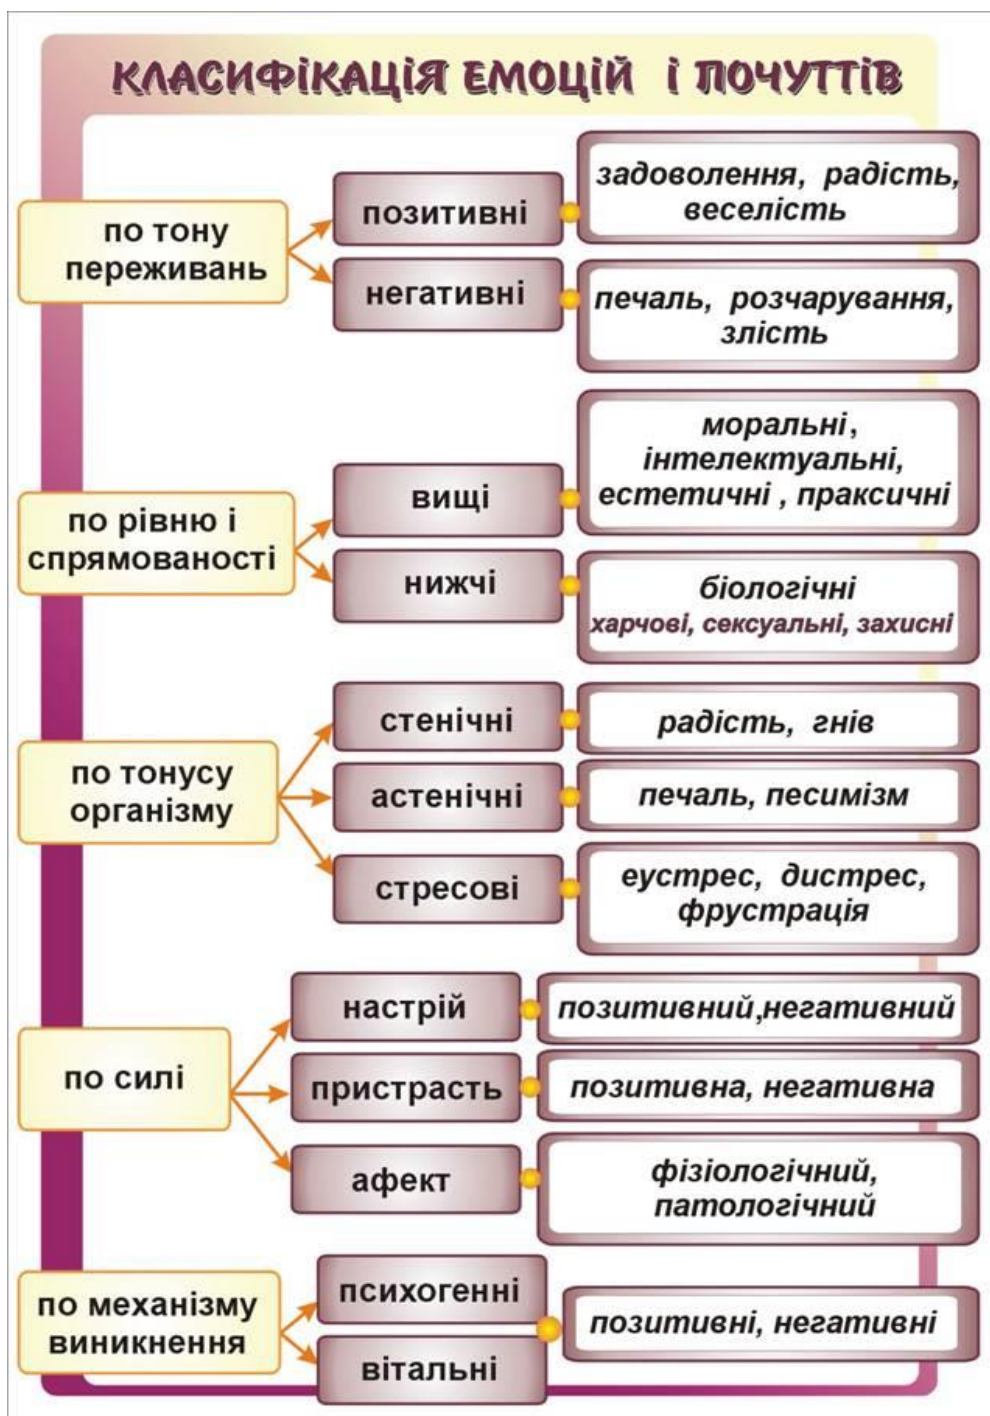 КЛАСИФІКАЦІЯ ЕМОЦІЙ І ПОЧУТТІВ
по тону
переживань
позитивні
задоволення, радість,
веселість
негативні
печаль, розчарування,
злість
по рівню і
спрямованості
вищі
моральні,
інтелектуальні,
естетичні , праксичні
нижчі
біологічні
харчові, сексуальні, захисні
по тонусу
організму
стенічні
радість, гнів
астенічні
печаль, песимізм
стресові
еустрес, дистрес,
фрустрація
по силі
настрій
позитивний,негативний
пристрасть
позитивна, негативна
афект
фізіологічний,
патологічний
по механізму
виникнення
психогенні
вітальні
позитивні, негативні